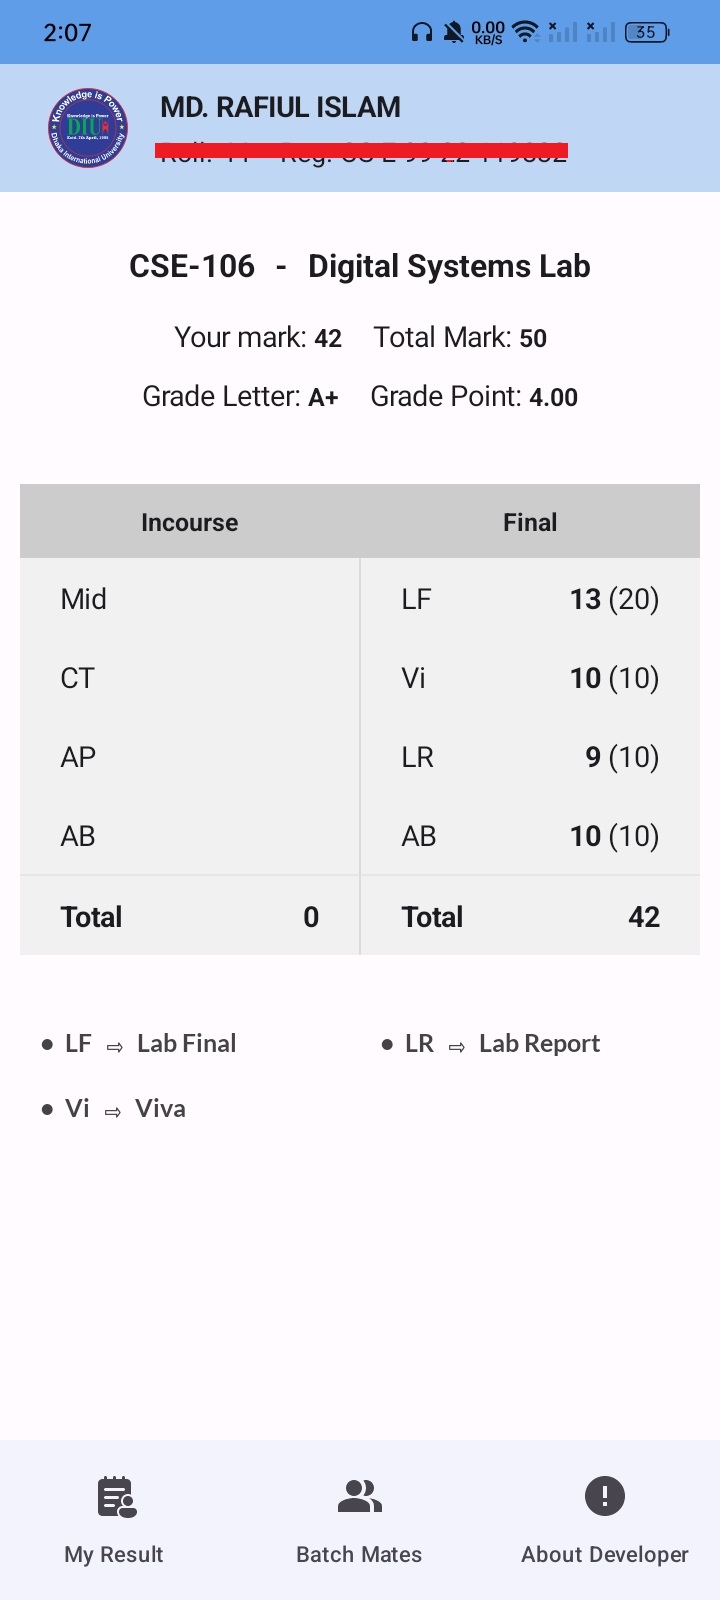 2:07 0.00 KB/S 35
Knowledge is Power
DIU
Dhaka International University
MD. RAFIUL ISLAM
CSE-106 - Digital Systems Lab
Your mark: 42 Total Mark: 50
Grade Letter: A+ Grade Point: 4.00
Incourse Final
Mid LF 13 (20)
CT Vi 10 (10)
AP LR 9 (10)
AB AB 10 (10)
Total 0 Total 42
• LF ⇨ Lab Final • LR ⇨ Lab Report
• Vi ⇨ Viva
My Result Batch Mates About Developer